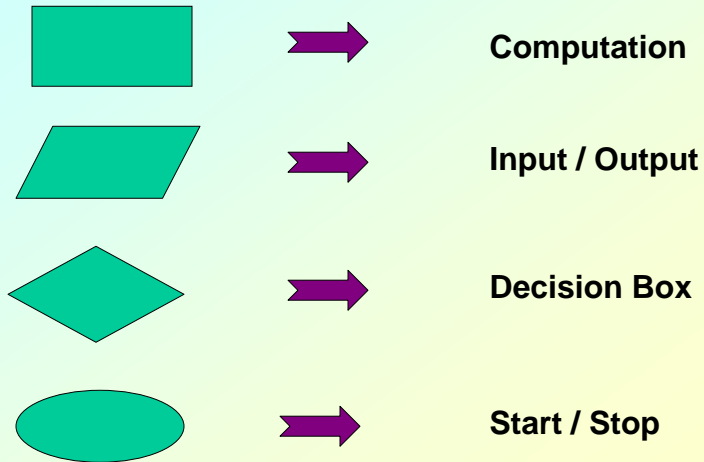 Computation
Input / Output
Decision Box
Start / Stop